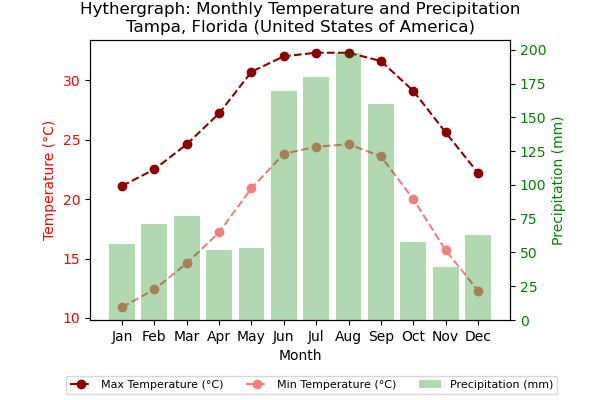 Hythergraph: Monthly Temperature and Precipitation
Tampa, Florida (United States of America)
Temperature (°C)
30
25
20
15
10
200
175
150
125
100
75
50
25
0
Precipitation (mm)
Jan Feb Mar Apr May Jun Jul Aug Sep Oct Nov Dec
Month
Max Temperature (°C) Min Temperature (°C) Precipitation (mm)